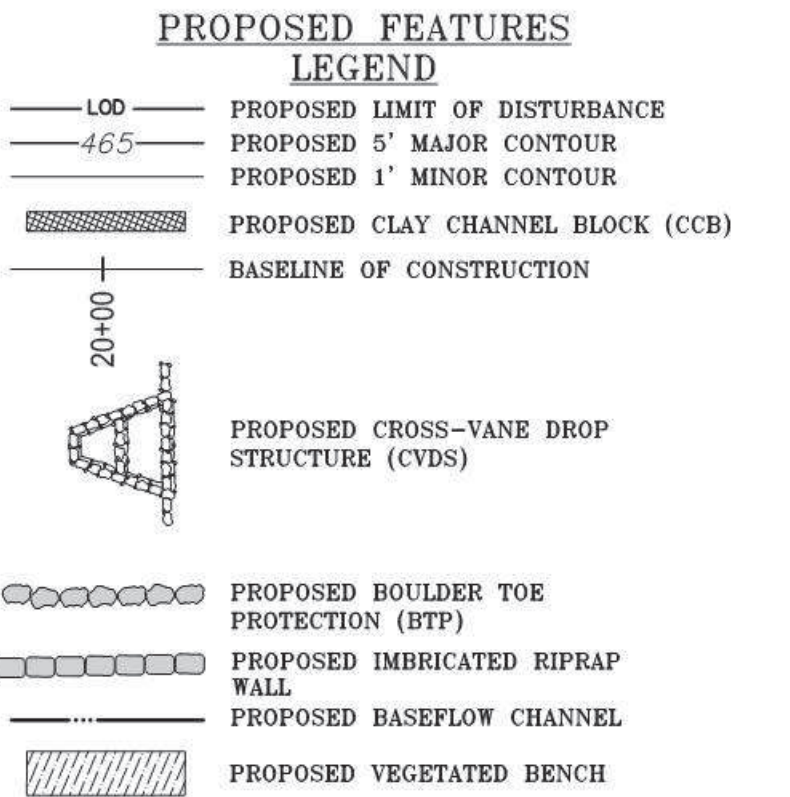 PROPOSED FEATURES
LEGEND
LOD PROPOSED LIMIT OF DISTURBANCE
465 PROPOSED 5' MAJOR CONTOUR
PROPOSED 1' MINOR CONTOUR
PROPOSED CLAY CHANNEL BLOCK (CCB)
BASELINE OF CONSTRUCTION
20+00
PROPOSED CROSS-VANE DROP
STRUCTURE (CVDS)
PROPOSED BOULDER TOE
PROTECTION (BTP)
PROPOSED IMBRICATED RIPRAP
WALL
PROPOSED BASEFLOW CHANNEL
PROPOSED VEGETATED BENCH